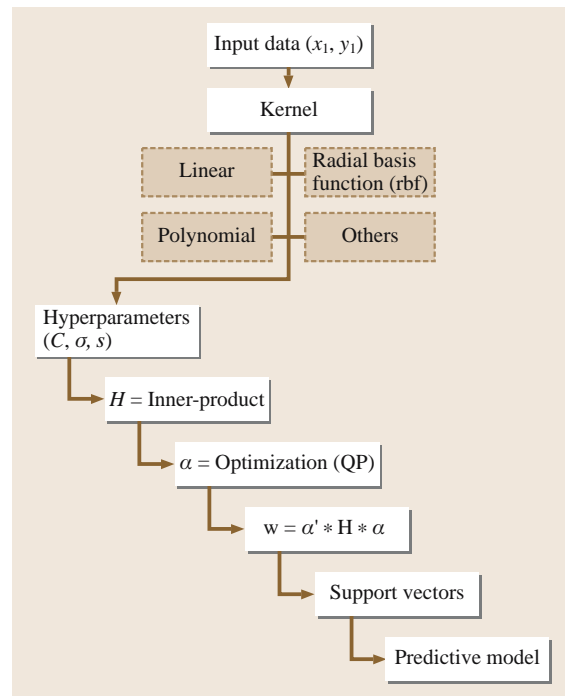 Input data (x₁, y₁)
Kernel
Linear
Radial basis
function (rbf)
Polynomial
Others
Hyperparameters
(C, σ, s)
H = Inner-product
α = Optimization (QP)
w = α' * H * α
Support vectors
Predictive model